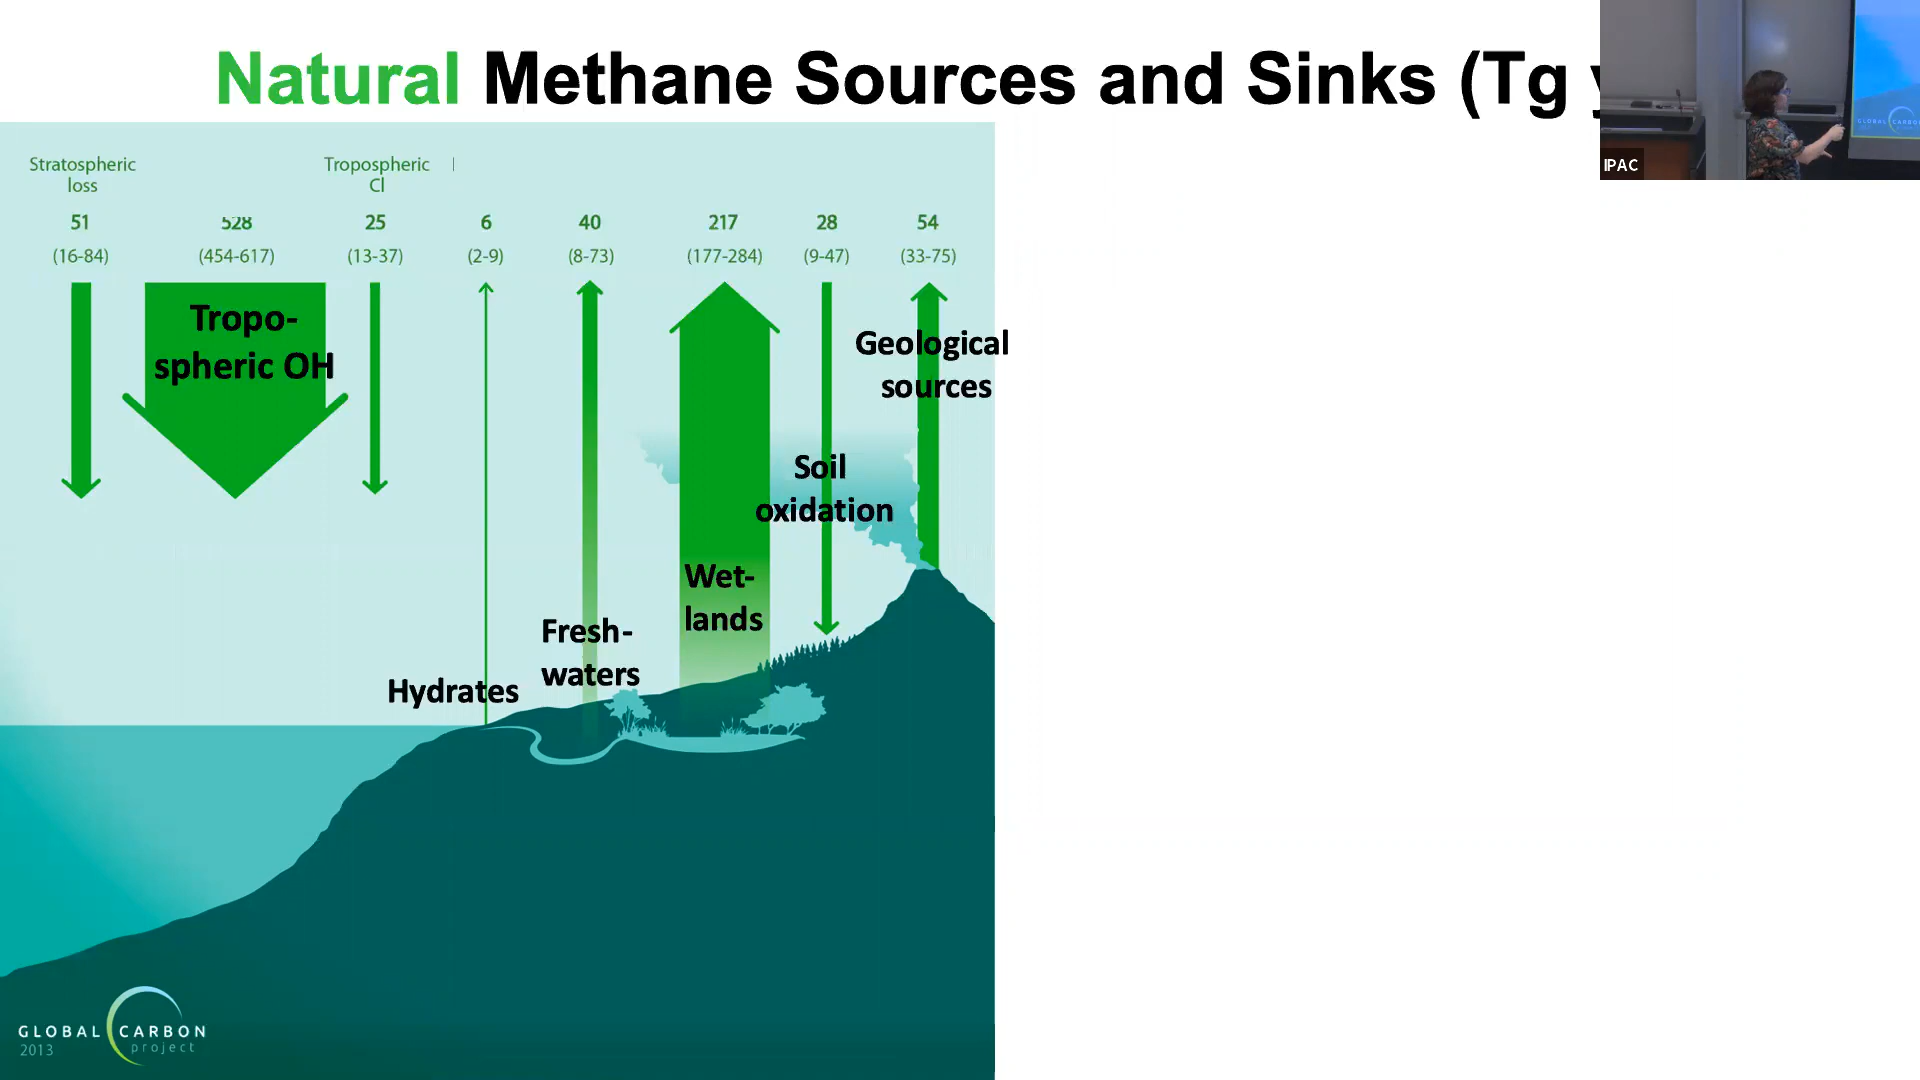 Natural Methane Sources and Sinks (Tg
IPAC
Stratospheric
loss
Tropospheric
Cl
51
528
25
6
40
217
28
54
(16-84)
(454-617)
(13-37)
(2-9)
(8-73)
(177-284)
(9-47)
(33-75)
Tropo-
spheric OH
Geological
sources
Soil
oxidation
Wet-
lands
Fresh-
waters
Hydrates
GLOBAL CARBON
project
2013
GLOBAL CARBON